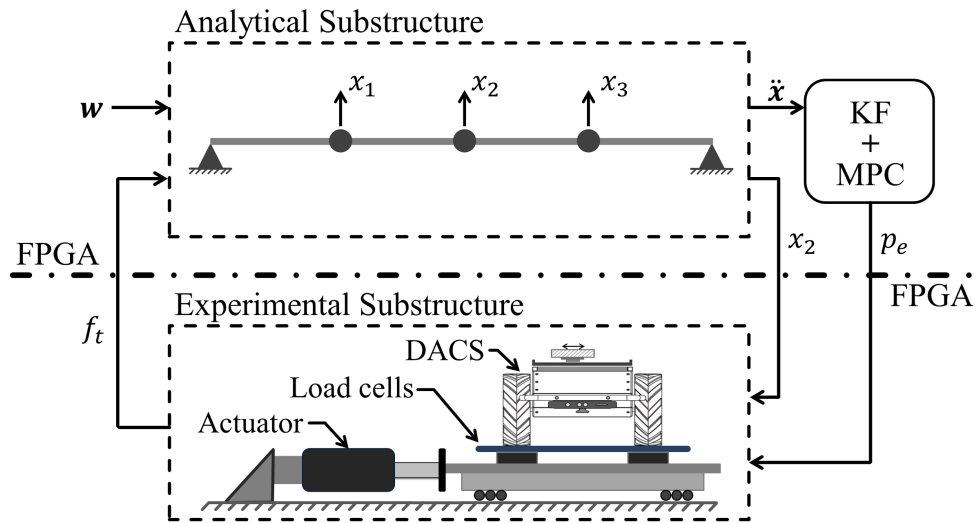 Analytical Substructure
w
x₁
x₂
x₃
ẍ
KF
+
MPC
x₂
pₑ
FPGA
FPGA
fₜ
Experimental Substructure
DACS
Load cells
Actuator